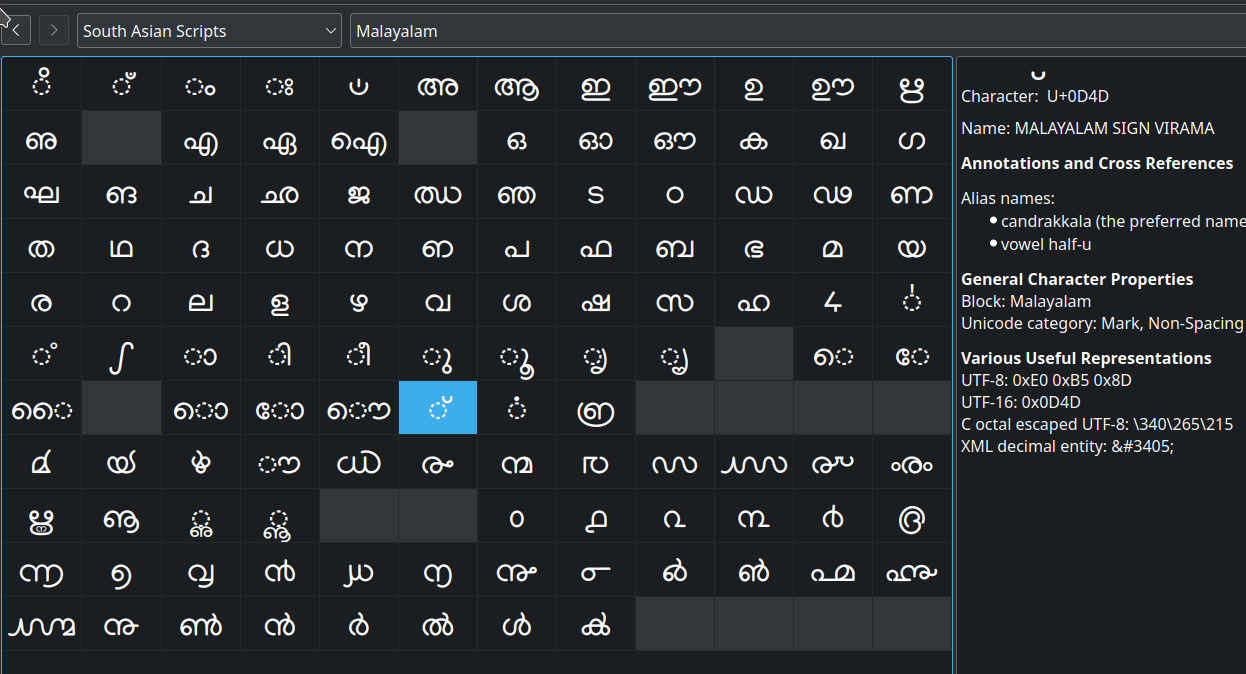 South Asian Scripts Malayalam
ഀ ഁ ം ഃ ഄ അ ആ ഇ ഈ ഉ ഊ ഋ
ഌ എ ഏ ഐ ഒ ഓ ഔ ക ഖ ഗ
ഘ ങ ച ഛ ജ ഝ ഞ ട ഠ ഡ ഢ ണ
ത ഥ ദ ധ ന ഩ പ ഫ ബ ഭ മ യ
ര റ ല ള ഴ വ ശ ഷ സ ഹ ഺ ഻
഼ ഽ ാ ി ീ ു ൂ ൃ ൄ െ േ
ൈ ൊ ോ ൌ ് ൎ ൏
ൔ ൕ ൖ ൗ ൘ ൙ ൚ ൛ ൜ ൝ ൞ ൟ
ൠ ൡ ൢ ൣ ൦ ൧ ൨ ൩ ൪ ൫
൬ ൭ ൮ ൯ ൰ ൱ ൲ ൳ ൴ ൵ ൶ ൷
൸ ൹ ൺ ൻ ർ ൽ ൾ ൿ
Character: U+0D4D
Name: MALAYALAM SIGN VIRAMA
Annotations and Cross References
Alias names:
• candrakkala (the preferred name
• vowel half-u
General Character Properties
Block: Malayalam
Unicode category: Mark, Non-Spacing
Various Useful Representations
UTF-8: 0xE0 0xB5 0x8D
UTF-16: 0x0D4D
C octal escaped UTF-8: \340\265\215
XML decimal entity: &#3405;